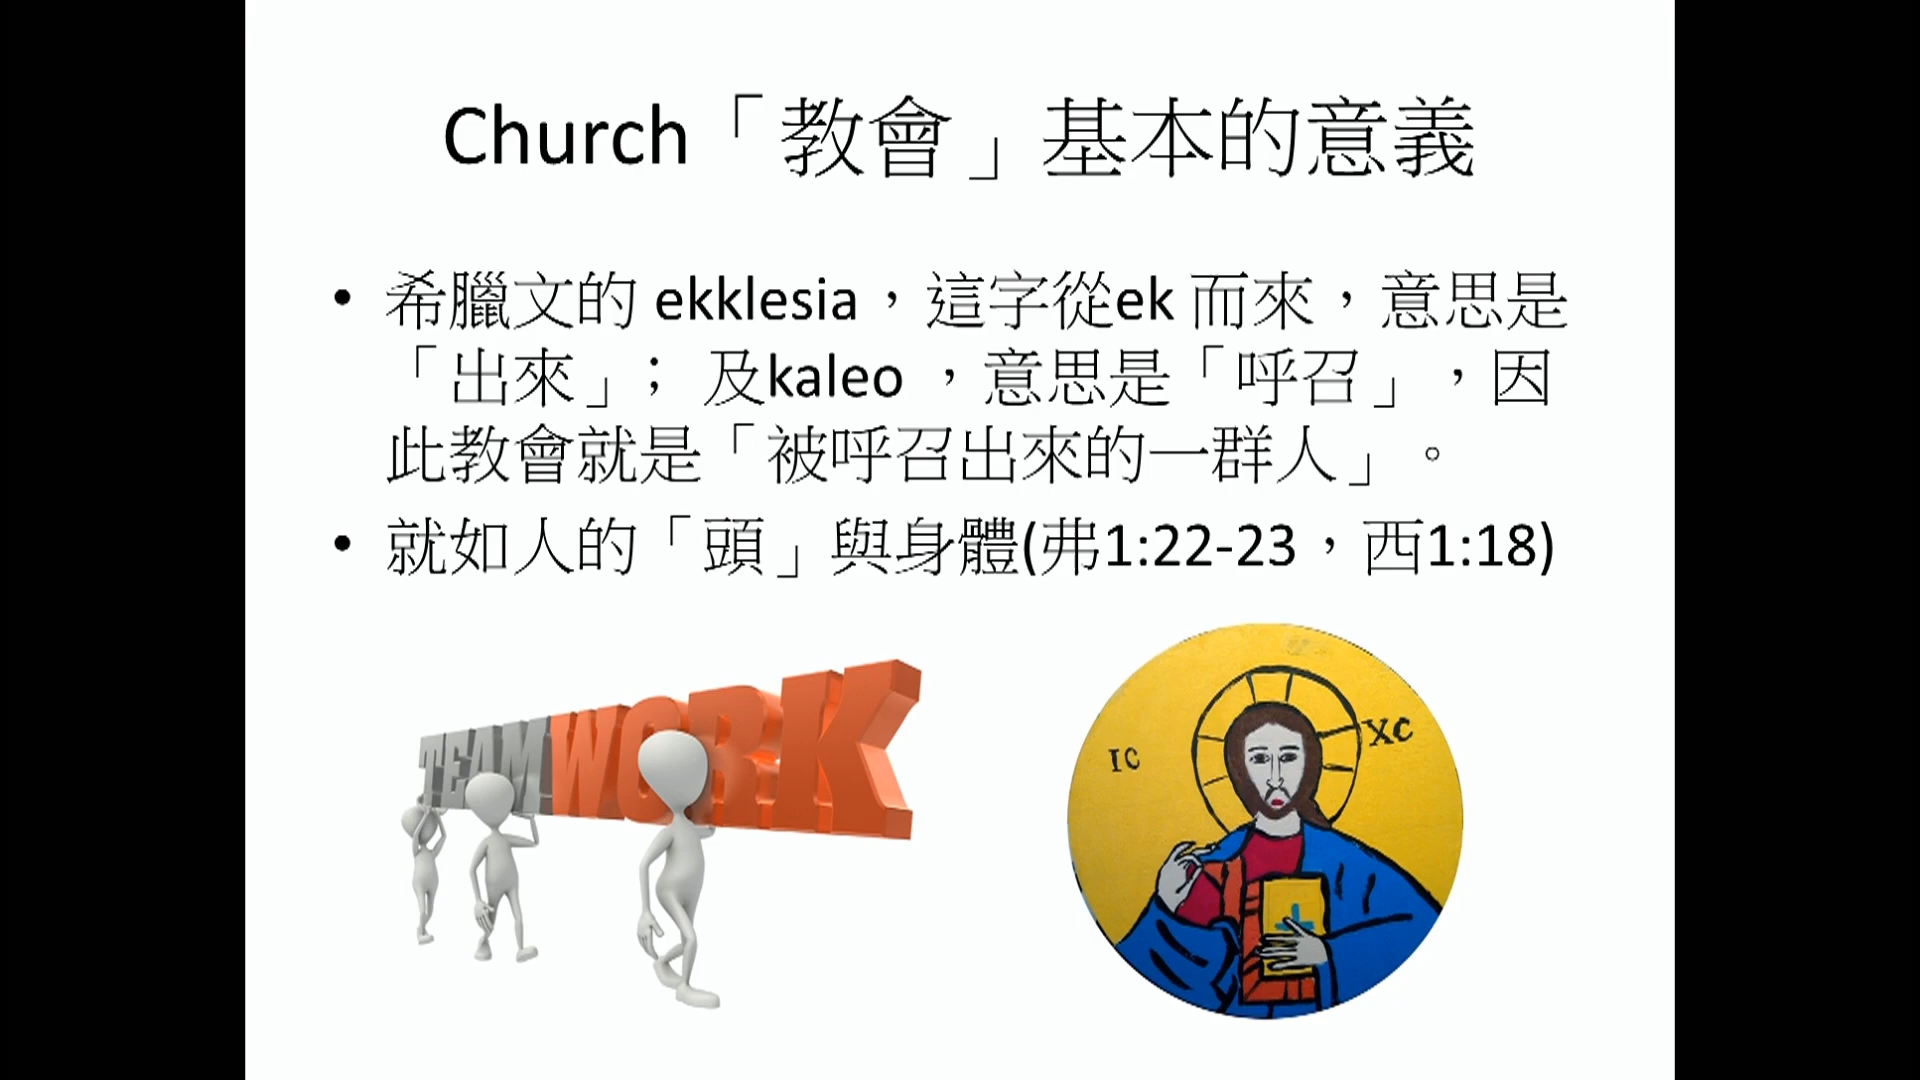 Church「教會」基本的意義
• 希臘文的 ekklesia，這字從ek 而來，意思是
「出來」； 及kaleo ，意思是「呼召」，因
此教會就是「被呼召出來的一群人」。
• 就如人的「頭」與身體(弗1:22-23，西1:18)
TEAMWORK
IC XC